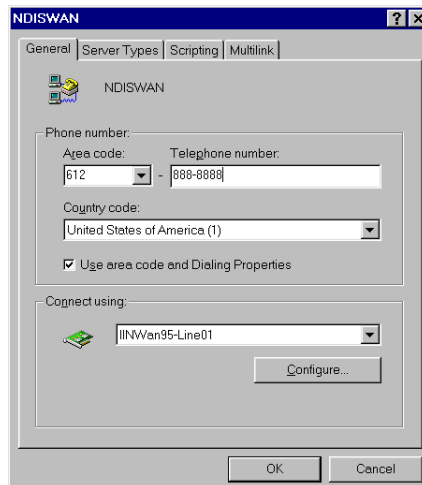 NDISWAN
General Server Types Scripting Multilink
NDISWAN
Phone number:
Area code: Telephone number:
612 - 888-8888
Country code:
United States of America (1)
Use area code and Dialing Properties
Connect using:
IINWan95-Line01
Configure...
OK Cancel